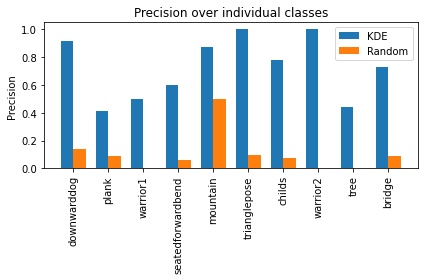 Precision over individual classes
KDE
Random
Precision
1.0
0.8
0.6
0.4
0.2
0.0
downwarddog
plank
warrior1
seatedforwardbend
mountain
trianglepose
childs
warrior2
tree
bridge